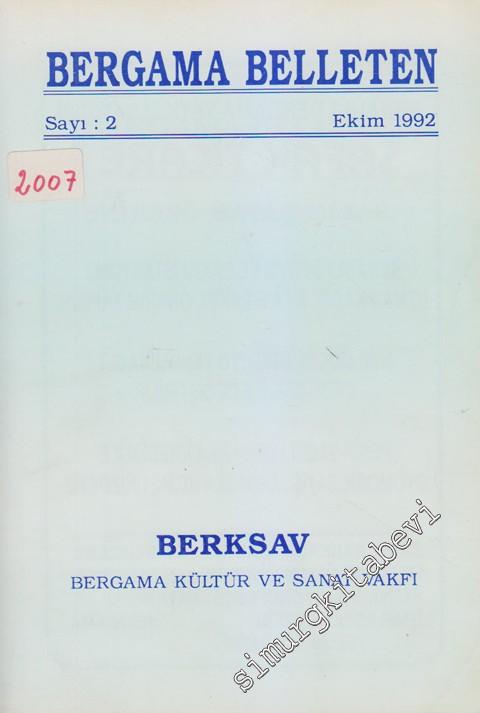 BERGAMA BELLETEN
Sayı : 2 Ekim 1992
2007
BERKSAV
BERGAMA KÜLTÜR VE SANAT VAKFI
simurgkitabevi